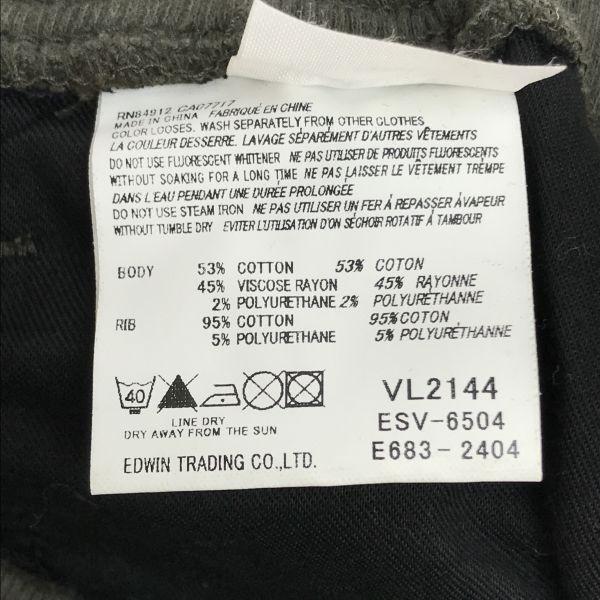 RN84912 CA07717
MADE IN CHINA FABRIQUÉ EN CHINE
COLOR LOOSES. WASH SEPARATELY FROM OTHER GLOTHES
LA COULEUR DESSERRE. LAVAGE SÉPARÉMENT D'AUTRES VÊTEMENTS
DO NOT USE FLUORESCENT WHITENER NE PAS UTILISER DE PRODUITS FLUORESCENTS
WITHOUT SOAKING FOR A LONG TIME NE PAS LAISSER LE VÊTEMENT TREMPE
DANS L'EAU PENDANT UNE DURÉE PROLONGÉE
DO NOT USE STEAM IRON NE PAS UTILISER UN FER À REPASSER ÀVAPEUR
WITHOUT TUMBLE DRY EVITER L'UTILISATION D'ON SÉCHOIR ROTATIF À TAMBOUR
BODY 53% COTTON 53% COTON
45% VISCOSE RAYON 45% RAYONNE
2% POLYURETHANE 2% POLYURÉTHANNE
RIB 95% COTTON 95% COTON
5% POLYURETHANE 5% POLYURÉTHANNE
40
LINE DRY
DRY AWAY FROM THE SUN
EDWIN TRADING CO.,LTD.
VL2144
ESV-6504
E683-2404